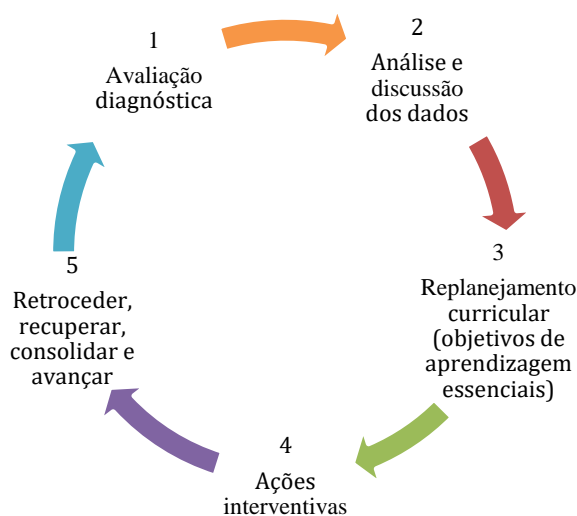 1
Avaliação
diagnóstica
2
Análise e
discussão
dos dados
3
Replanejamento
curricular
(objetivos de
aprendizagem
essenciais)
4
Ações
interventivas
5
Retroceder,
recuperar,
consolidar e
avançar